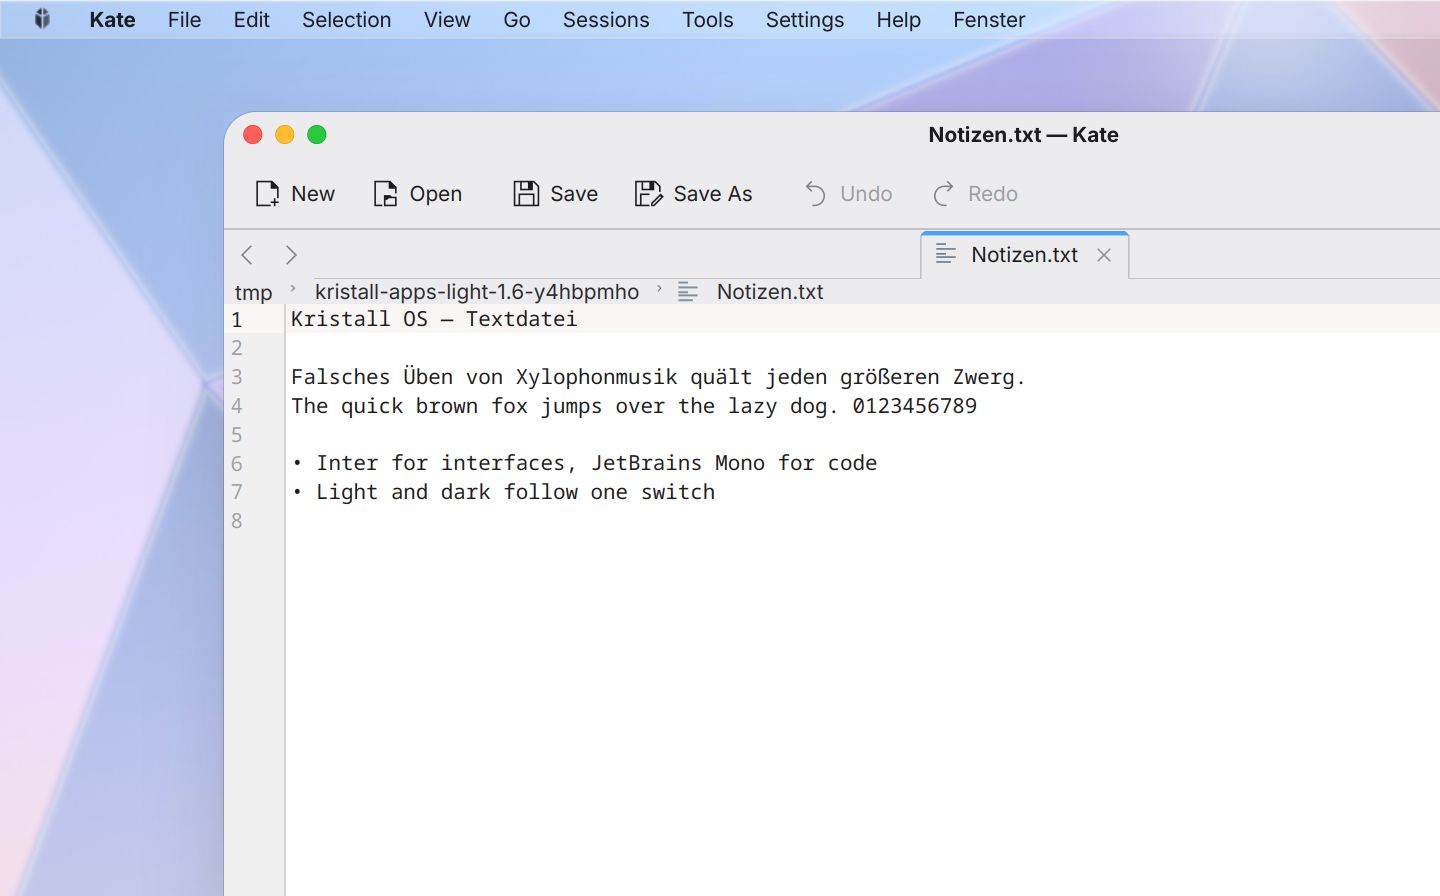 Kate File Edit Selection View Go Sessions Tools Settings Help Fenster
Notizen.txt — Kate
New Open Save Save As Undo Redo
Notizen.txt
tmp › kristall-apps-light-1.6-y4hbpmho › Notizen.txt
1 Kristall OS – Textdatei
2
3 Falsches Üben von Xylophonmusik quält jeden größeren Zwerg.
4 The quick brown fox jumps over the lazy dog. 0123456789
5
6 • Inter for interfaces, JetBrains Mono for code
7 • Light and dark follow one switch
8